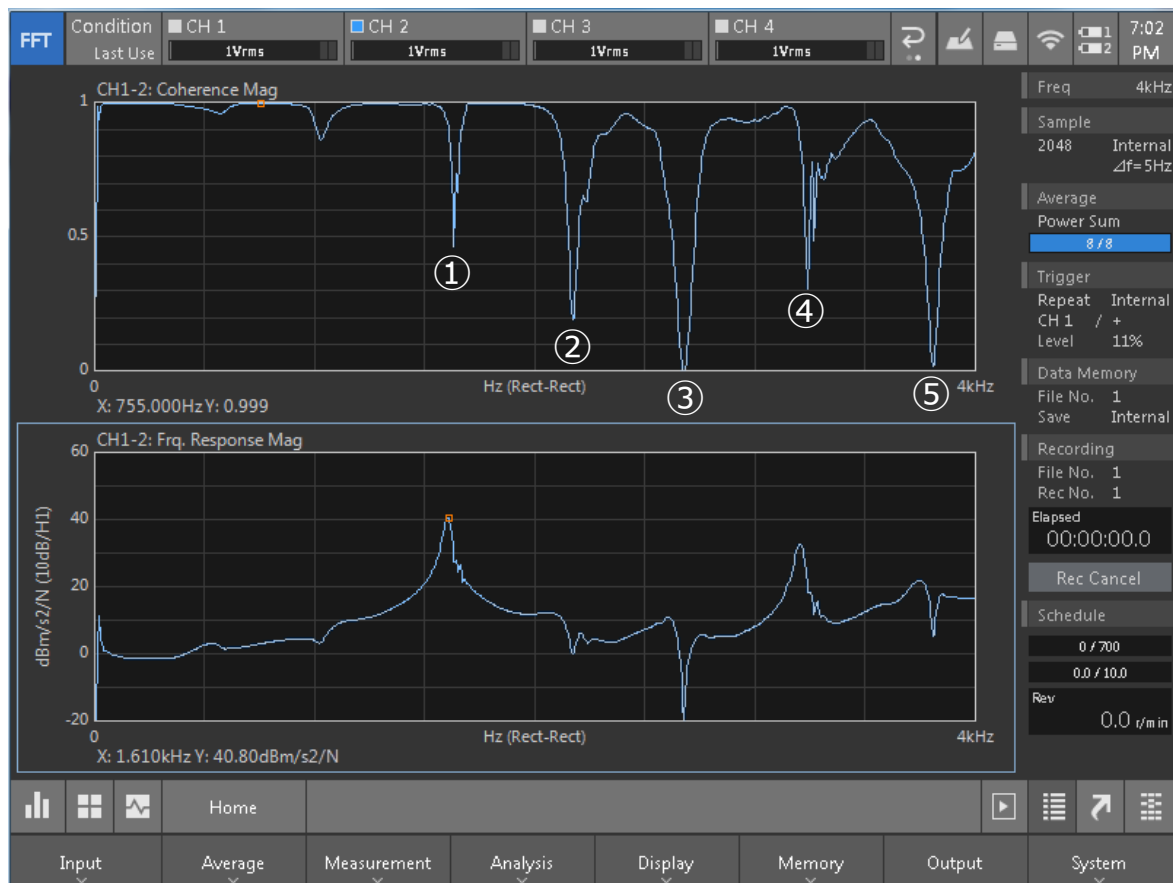 FFT
Condition
Last Use
CH 1
1Vrms
CH 2
1Vrms
CH 3
1Vrms
CH 4
1Vrms
1
2
7:02
PM
CH1-2: Coherence Mag
1
0.5
0
①
②
③
④
⑤
0
Hz (Rect-Rect)
4kHz
X: 755.000Hz Y: 0.999
CH1-2: Frq. Response Mag
60
40
20
0
-20
dBm/s2/N (10dB/H1)
0
Hz (Rect-Rect)
4kHz
X: 1.610kHz Y: 40.80dBm/s2/N
Freq 4kHz
Sample
2048 Internal
⊿f=5Hz
Average
Power Sum
8 / 8
Trigger
Repeat Internal
CH 1 / +
Level 11%
Data Memory
File No. 1
Save Internal
Recording
File No. 1
Rec No. 1
Elapsed
00:00:00.0
Rec Cancel
Schedule
0 / 700
0.0 / 10.0
Rev
0.0 r/min
Home
Input Average Measurement Analysis Display Memory Output System